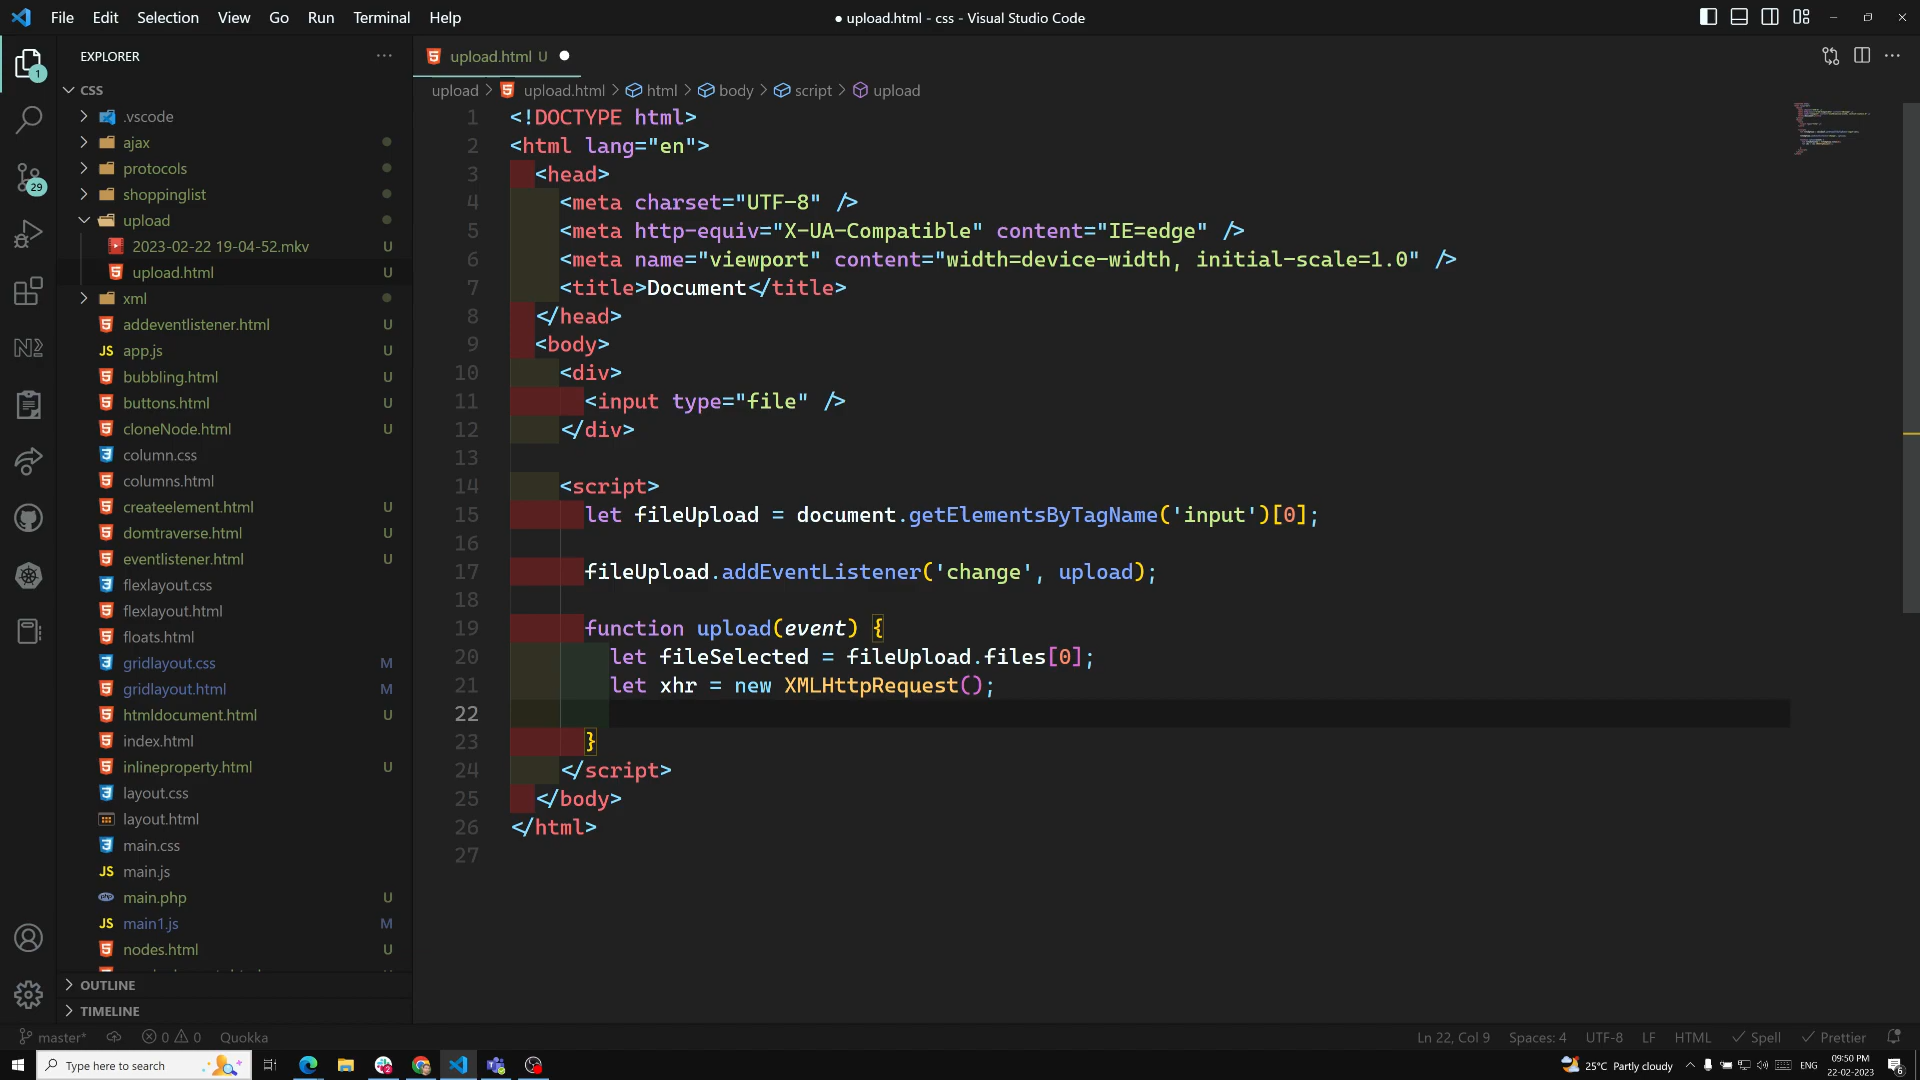 File Edit Selection View Go Run Terminal Help
● upload.html - css - Visual Studio Code
EXPLORER
CSS
.vscode
ajax
protocols
shoppinglist
upload
2023-02-22 19-04-52.mkv U
upload.html U
xml
addeventlistener.html U
app.js U
bubbling.html U
buttons.html U
cloneNode.html U
column.css
columns.html
createelement.html U
domtraverse.html U
eventlistener.html U
flexlayout.css
flexlayout.html
floats.html
gridlayout.css M
gridlayout.html M
htmldocument.html U
index.html
inlineproperty.html U
layout.css
layout.html
main.css
main.js
main.php U
main1.js M
nodes.html U
OUTLINE
TIMELINE
1
29
upload.html U
upload > upload.html > html > body > script > upload
1 <!DOCTYPE html>
2 <html lang="en">
3 <head>
4 <meta charset="UTF-8" />
5 <meta http-equiv="X-UA-Compatible" content="IE=edge" />
6 <meta name="viewport" content="width=device-width, initial-scale=1.0" />
7 <title>Document</title>
8 </head>
9 <body>
10 <div>
11 <input type="file" />
12 </div>
13
14 <script>
15 let fileUpload = document.getElementsByTagName('input')[0];
16
17 fileUpload.addEventListener('change', upload);
18
19 function upload(event) {
20 let fileSelected = fileUpload.files[0];
21 let xhr = new XMLHttpRequest();
22
23 }
24 </script>
25 </body>
26 </html>
27
master* 0 0 Quokka
Ln 22, Col 9 Spaces: 4 UTF-8 LF HTML Spell Prettier
Type here to search
25°C Partly cloudy ENG
09:50 PM
22-02-2023
6